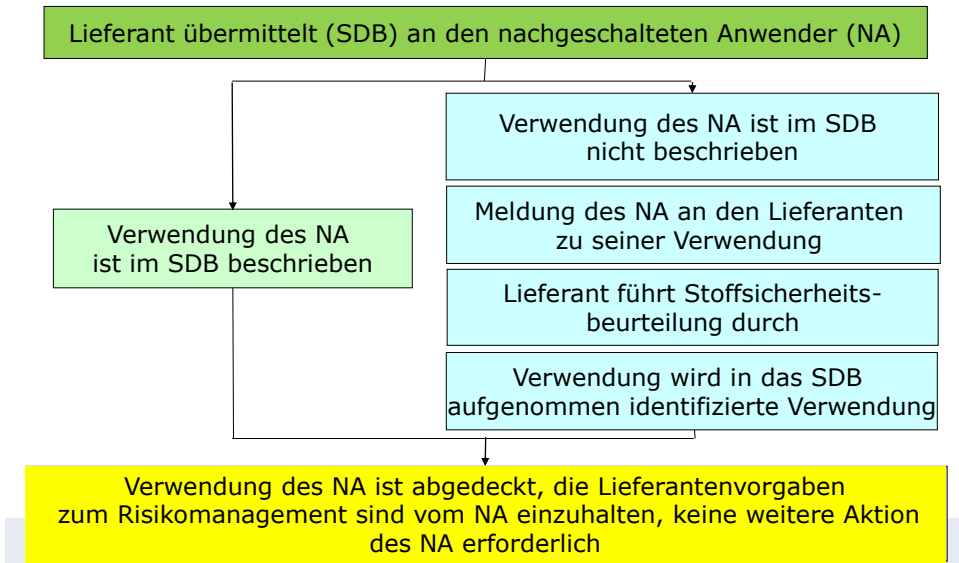 Lieferant übermittelt (SDB) an den nachgeschalteten Anwender (NA)
Verwendung des NA
ist im SDB beschrieben
Verwendung des NA ist im SDB
nicht beschrieben
Meldung des NA an den Lieferanten
zu seiner Verwendung
Lieferant führt Stoffsicherheits-
beurteilung durch
Verwendung wird in das SDB
aufgenommen identifizierte Verwendung
Verwendung des NA ist abgedeckt, die Lieferantenvorgaben
zum Risikomanagement sind vom NA einzuhalten, keine weitere Aktion
des NA erforderlich